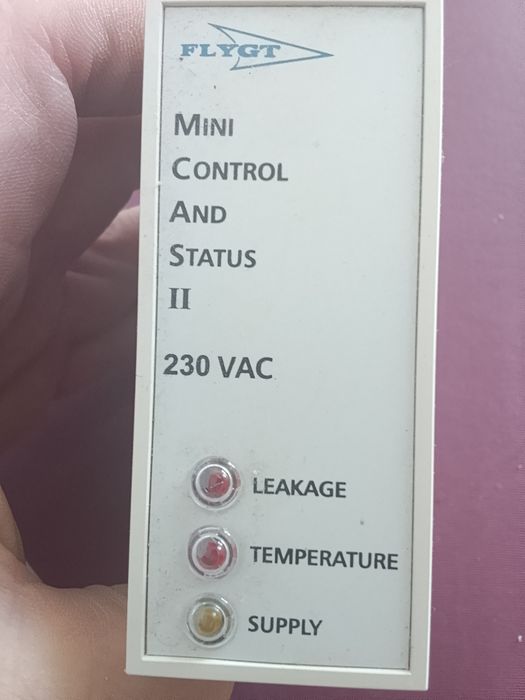 FLYGT
MINI
CONTROL
AND
STATUS
II
230 VAC
LEAKAGE
TEMPERATURE
SUPPLY